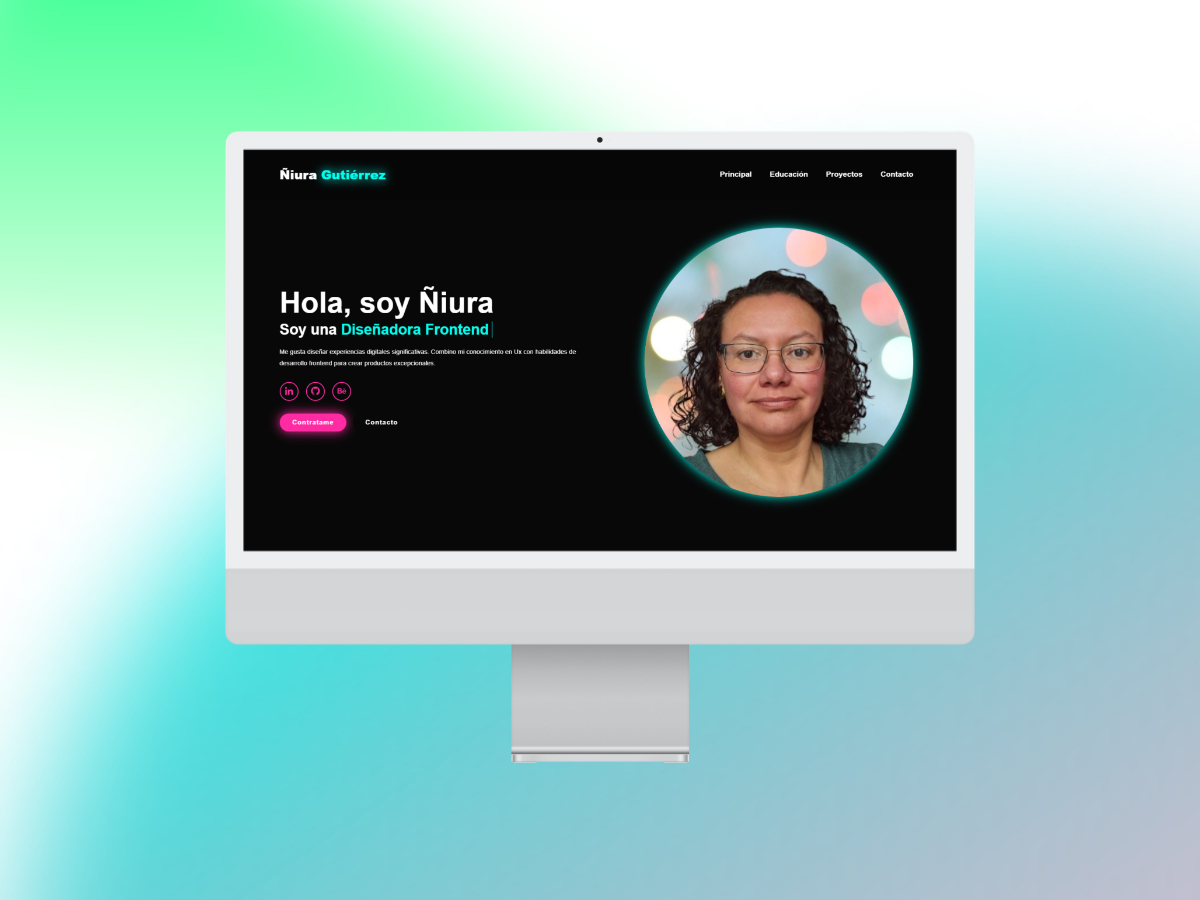 Ñiura Gutiérrez
Principal Educación Proyectos Contacto
Hola, soy Ñiura
Soy una Diseñadora Frontend
Me gusta diseñar experiencias digitales significativas. Combino mi conocimiento en Ux con habilidades de
desarrollo frontend para crear productos excepcionales.
in Bē
Contratame Contacto